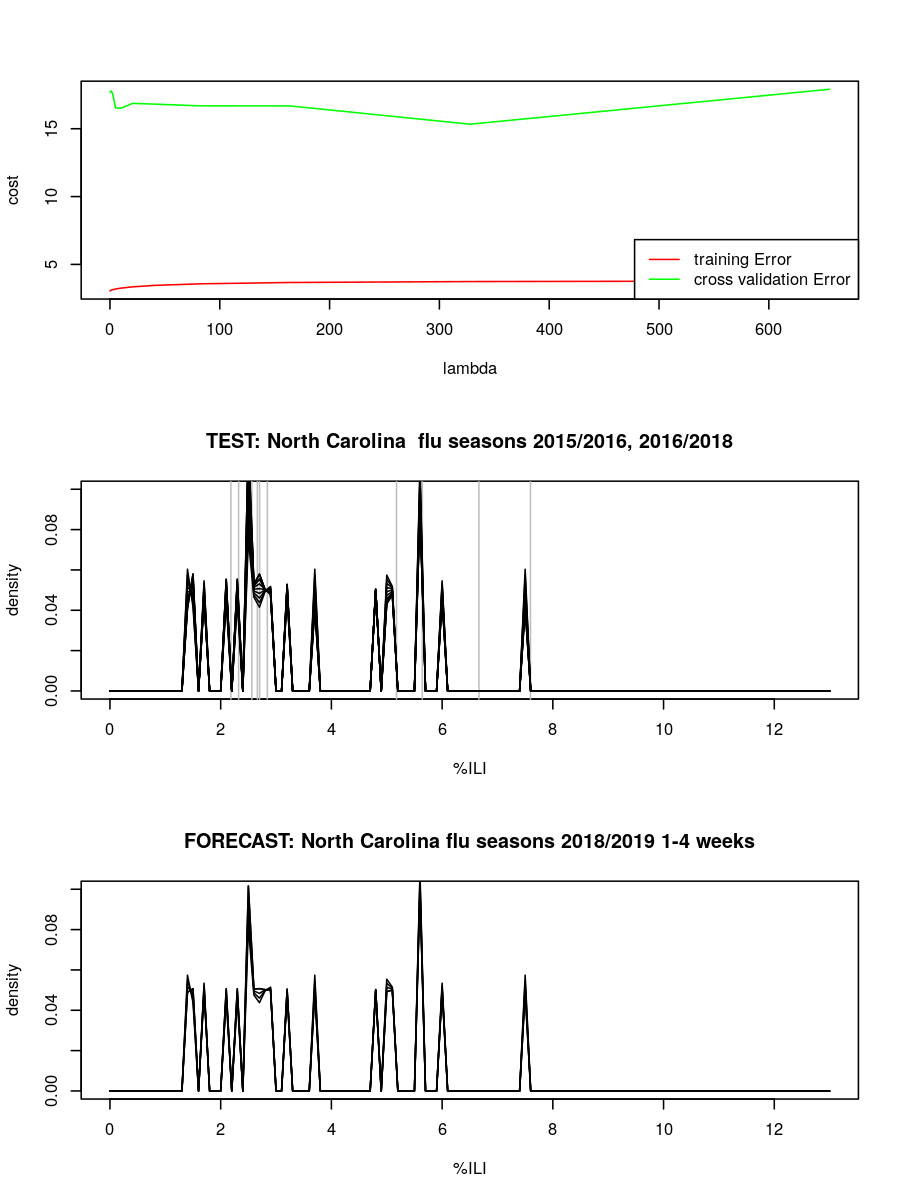 cost
15
10
5
training Error
cross validation Error
0 100 200 300 400 500 600
lambda
TEST: North Carolina  flu seasons 2015/2016, 2016/2018
density
0.08
0.04
0.00
0 2 4 6 8 10 12
%ILI
FORECAST: North Carolina flu seasons 2018/2019 1-4 weeks
density
0.08
0.04
0.00
0 2 4 6 8 10 12
%ILI